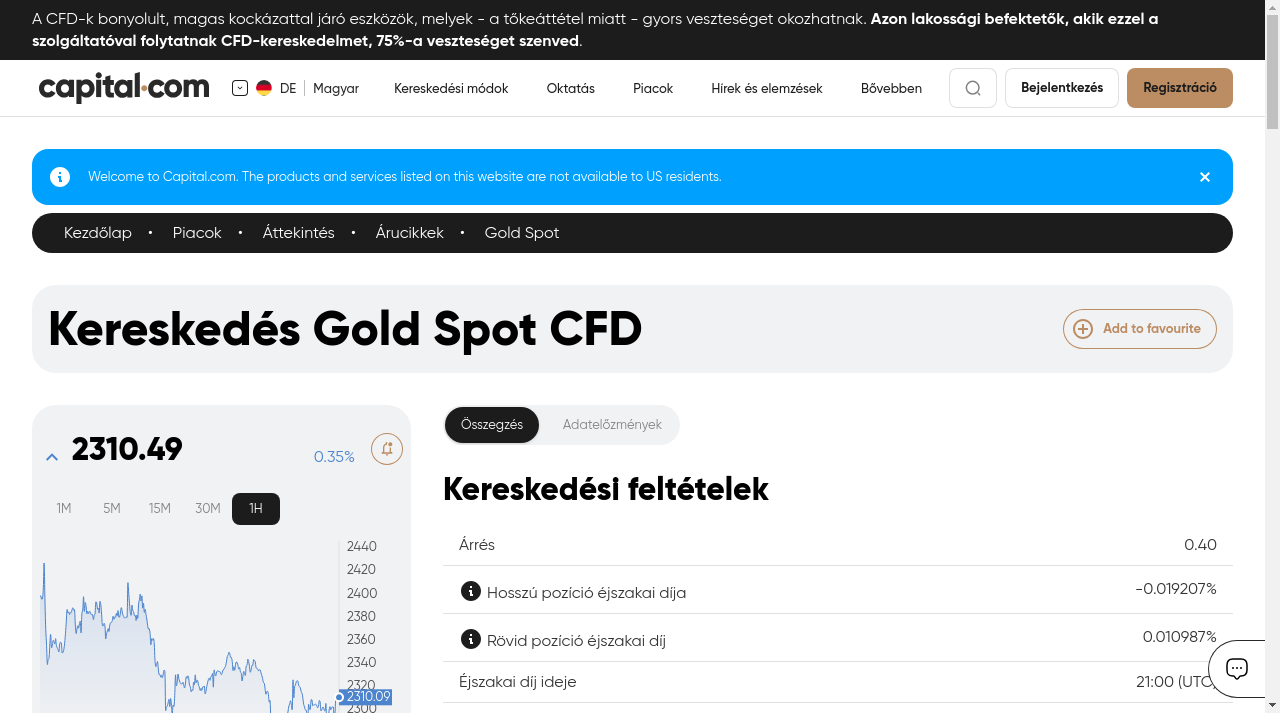 A CFD-k bonyolult, magas kockázattal járó eszközök, melyek - a tőkeáttétel miatt - gyors veszteséget okozhatnak. Azon lakossági befektetők, akik ezzel a
szolgáltatóval folytatnak CFD-kereskedelmet, 75%-a veszteséget szenved.
capital.com
DE
Magyar
Kereskedési módok
Oktatás
Piacok
Hírek és elemzések
Bővebben
Bejelentkezés
Regisztráció
Welcome to Capital.com. The products and services listed on this website are not available to US residents.
Kezdőlap • Piacok • Áttekintés • Árucikkek • Gold Spot
Kereskedés Gold Spot CFD
Add to favourite
2310.49
0.35%
1M 5M 15M 30M 1H
2440
2420
2400
2380
2360
2340
2320
2310.09
2300
Összegzés
Adatelőzmények
Kereskedési feltételek
Árrés 0.40
Hosszú pozíció éjszakai díja -0.019207%
Rövid pozíció éjszakai díj 0.010987%
Éjszakai díj ideje 21:00 (UTC)